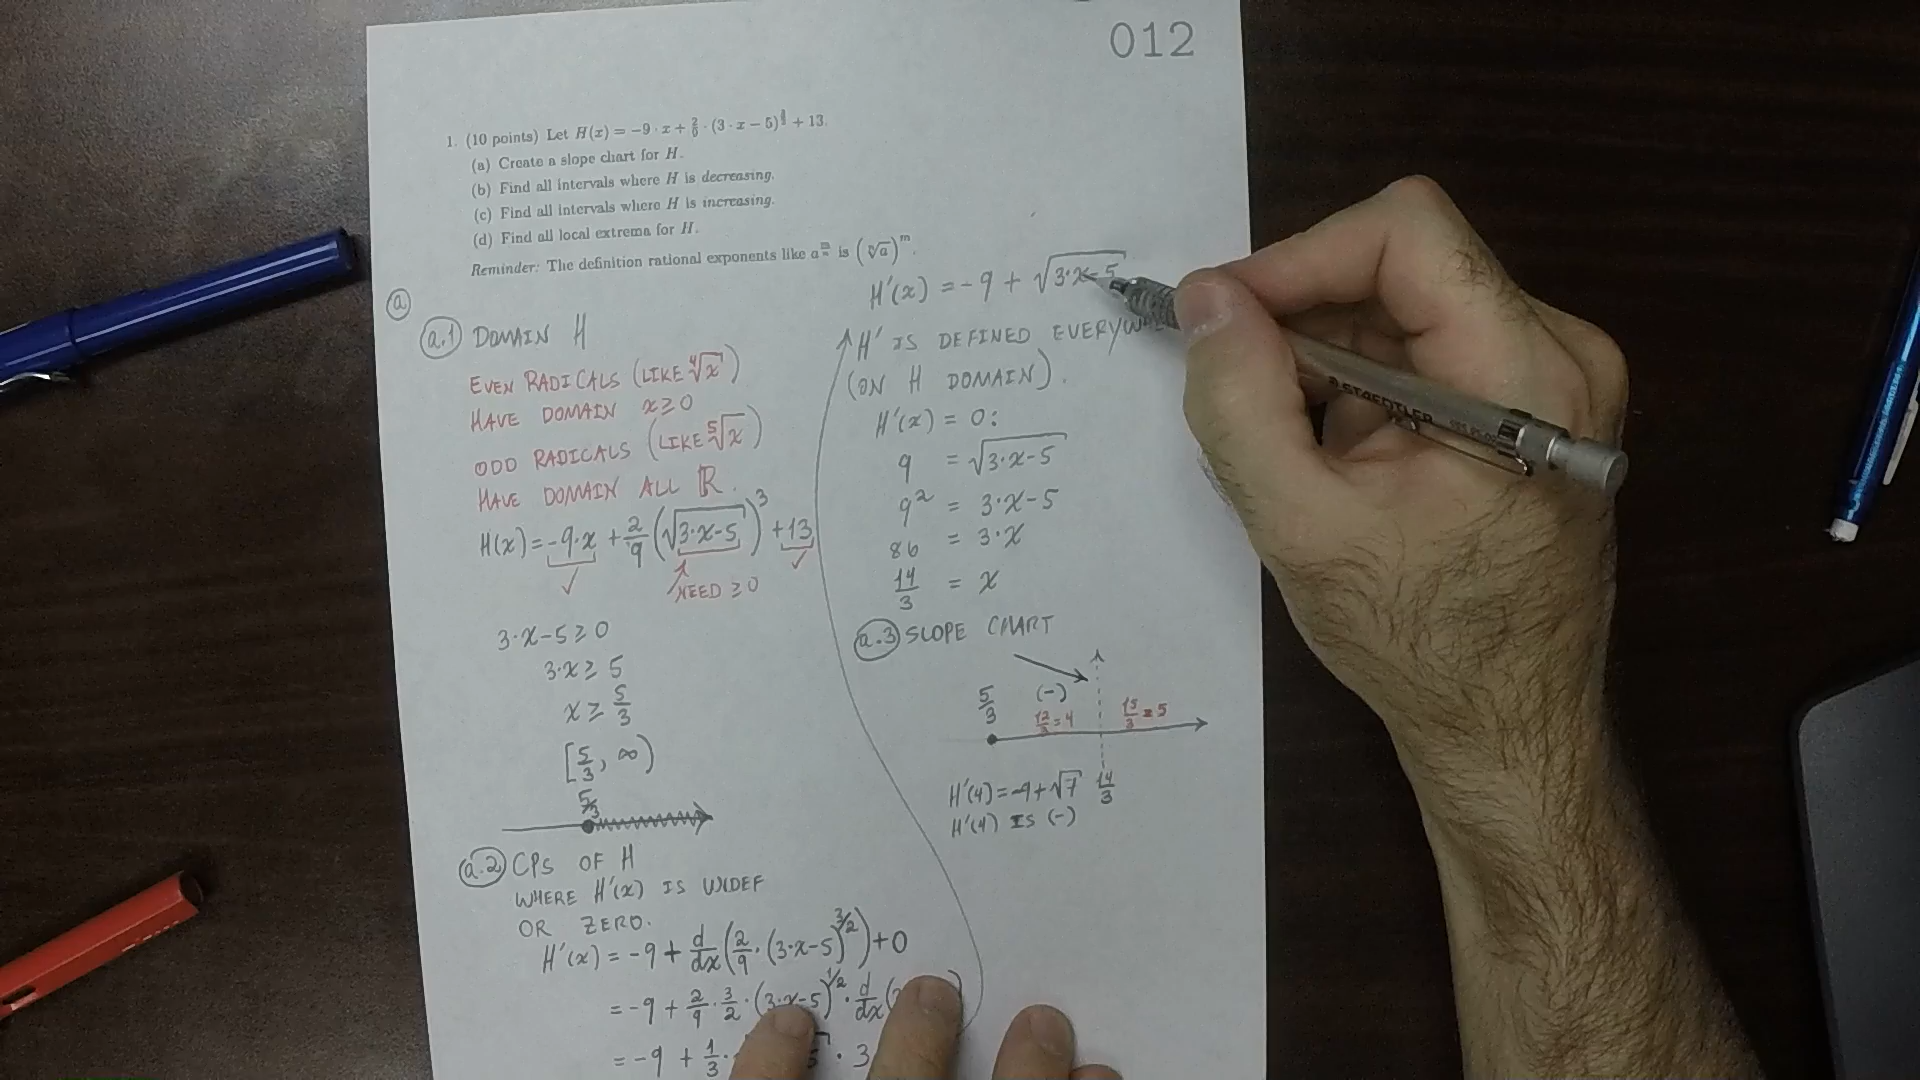 012
1. (10 points) Let H(x) = −9 · x + 2/9 · (3 · x − 5)^(3/2) + 13.
(a) Create a slope chart for H.
(b) Find all intervals where H is decreasing.
(c) Find all intervals where H is increasing.
(d) Find all local extrema for H.
Reminder: The definition rational exponents like a^(m/n) is (ⁿ√a)^m.
a
a.1 DOMAIN H
EVEN RADICALS (LIKE ⁴√x)
HAVE DOMAIN x ≥ 0
ODD RADICALS (LIKE ⁵√x)
HAVE DOMAIN ALL ℝ.
H(x) = −9·x + 2/9 (√(3·x−5))³ + 13
✓ NEED ≥ 0 ✓
3·x−5 ≥ 0
3·x ≥ 5
x ≥ 5/3
[5/3, ∞)
5/3
a.2 CPS OF H
WHERE H'(x) IS UNDEF
OR ZERO.
H'(x) = −9 + d/dx (2/9 · (3·x−5)^(3/2)) + 0
= −9 + 2/9 · 3/2 · (3·x−5)^(1/2) · d/dx (
= −9 + 1/3 · · 3
H'(x) = −9 + √(3·x−5)
H' IS DEFINED
(ON H DOMAIN).
H'(x) = 0:
9 = √(3·x−5)
9² = 3·x−5
86 = 3·x
14/3 = x
a.3 SLOPE CHART
5/3 (−) 12/3 = 4 15/3 = 5
14/3
H'(4) = −9 + √7
H'(4) IS (−)
STAEDTLER